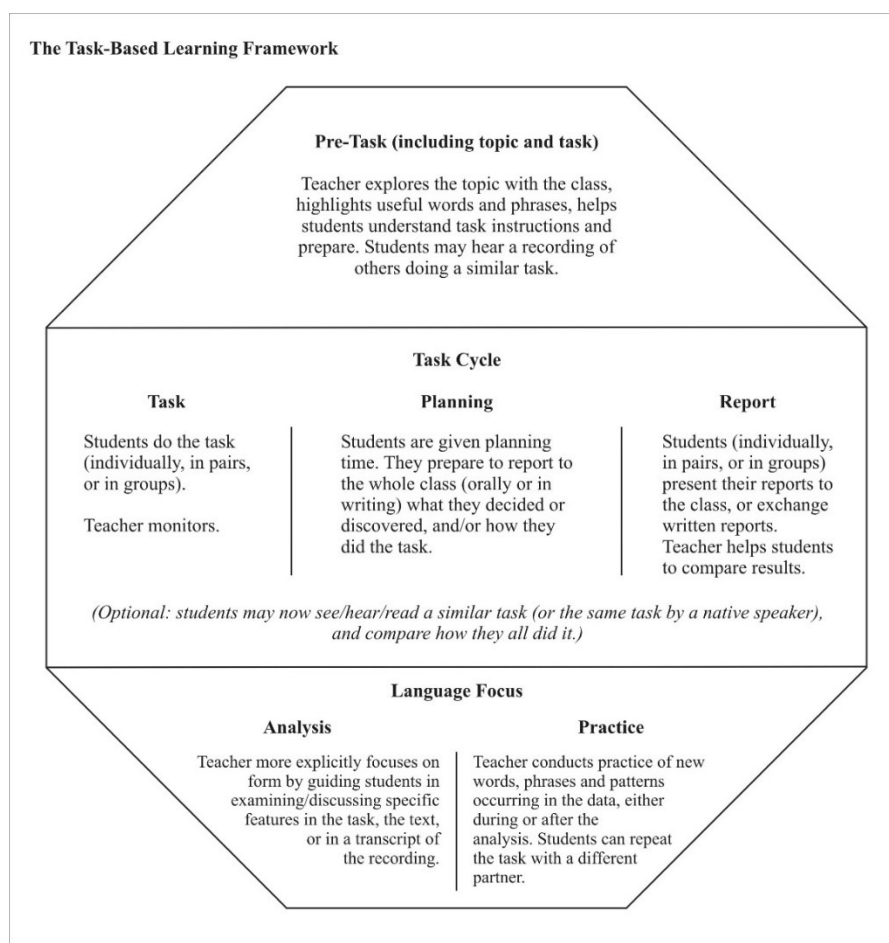 The Task-Based Learning Framework
Pre-Task (including topic and task)
Teacher explores the topic with the class,
highlights useful words and phrases, helps
students understand task instructions and
prepare. Students may hear a recording of
others doing a similar task.
Task Cycle
Task
Students do the task
(individually, in pairs,
or in groups).
Teacher monitors.
Planning
Students are given planning
time. They prepare to report to
the whole class (orally or in
writing) what they decided or
discovered, and/or how they
did the task.
Report
Students (individually,
in pairs, or in groups)
present their reports to
the class, or exchange
written reports.
Teacher helps students
to compare results.
(Optional: students may now see/hear/read a similar task (or the same task by a native speaker),
and compare how they all did it.)
Language Focus
Analysis
Teacher more explicitly focuses on
form by guiding students in
examining/discussing specific
features in the task, the text,
or in a transcript of
the recording.
Practice
Teacher conducts practice of new
words, phrases and patterns
occurring in the data, either
during or after the
analysis. Students can repeat
the task with a different
partner.